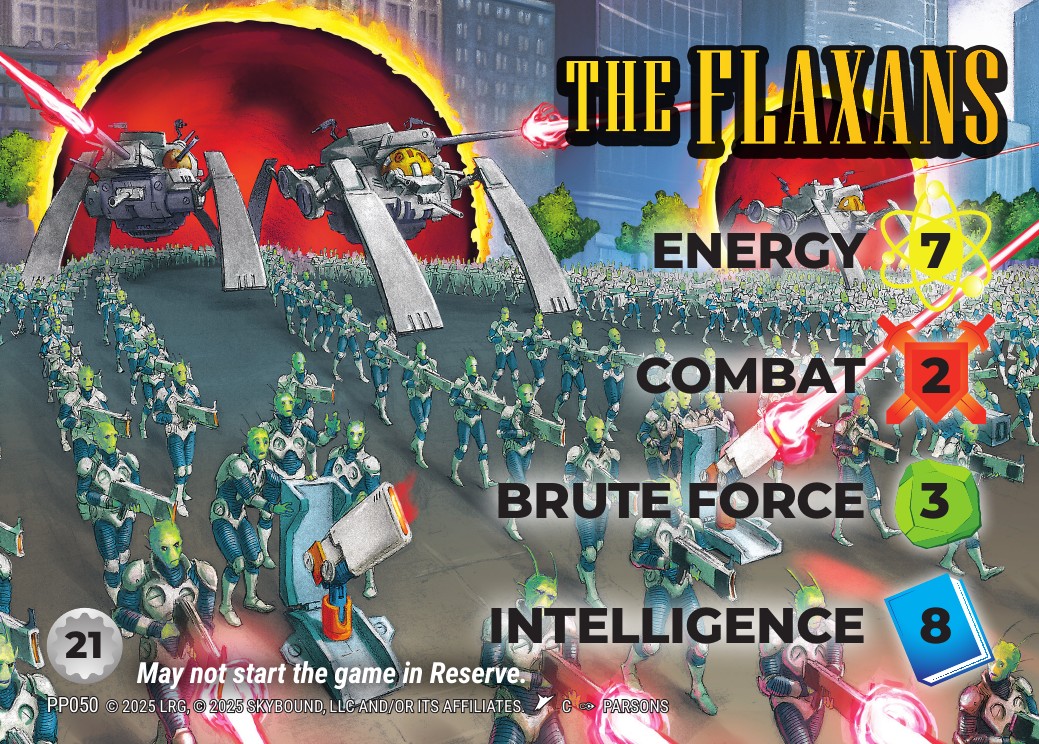 THE FLAXANS
ENERGY 7
COMBAT 2
BRUTE FORCE 3
INTELLIGENCE 8
21
May not start the game in Reserve.
PP050 © 2025 LRG, © 2025 SKYBOUND, LLC AND/OR ITS AFFILIATES. C PARSONS